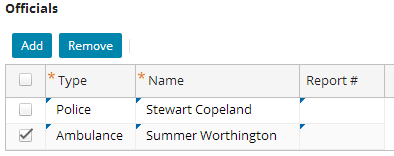 Officials
Add Remove
* Type * Name Report #
Police Stewart Copeland
Ambulance Summer Worthington